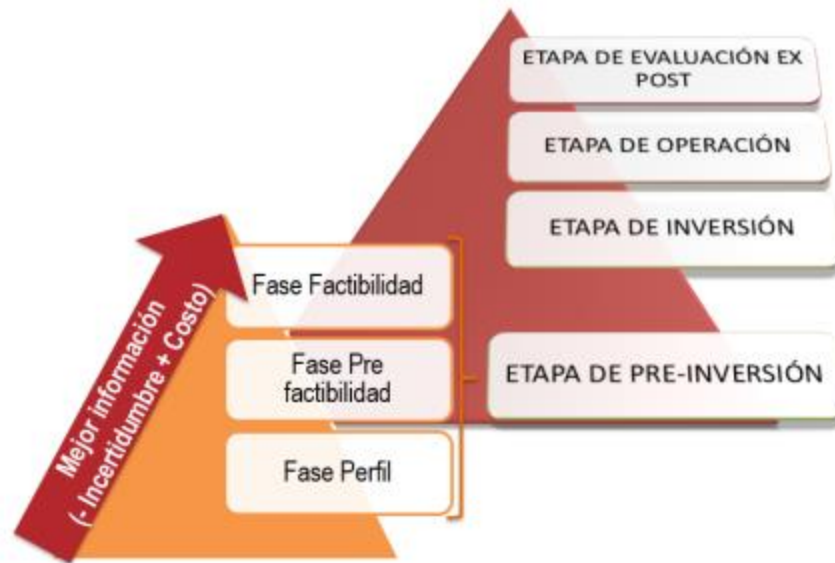 ETAPA DE EVALUACIÓN EX
POST
ETAPA DE OPERACIÓN
ETAPA DE INVERSIÓN
ETAPA DE PRE-INVERSIÓN
Fase Factibilidad
Fase Pre
factibilidad
Fase Perfil
Mejor información
(- Incertidumbre + Costo)